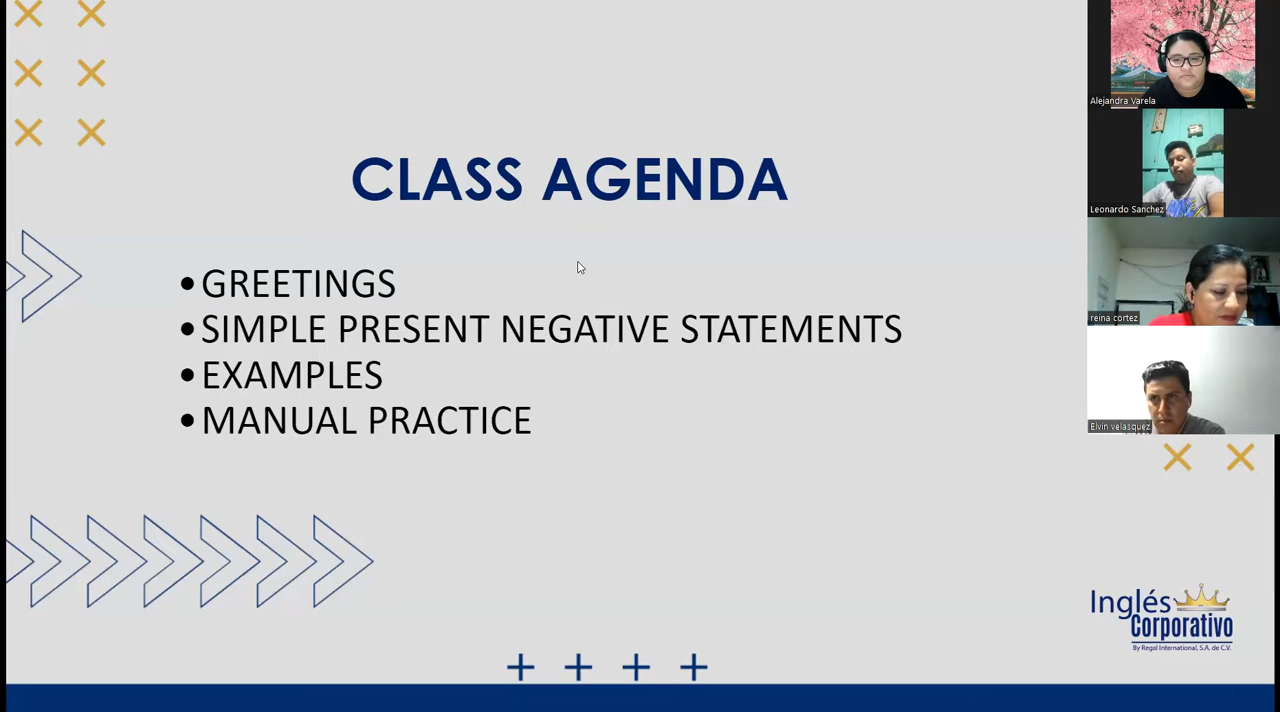 CLASS AGENDA
•GREETINGS
•SIMPLE PRESENT NEGATIVE STATEMENTS
•EXAMPLES
•MANUAL PRACTICE
Alejandra Varela
Leonardo Sanchez
reina cortez
Elvin velasquez
Inglés
Corporativo
By Regal International, S.A. de C.V.